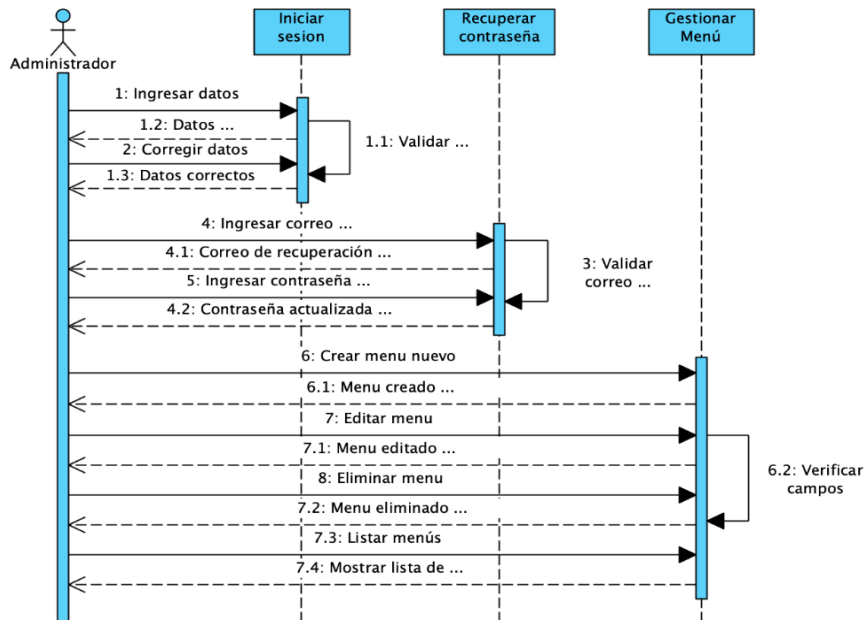 Administrador
Iniciar
sesion
Recuperar
contraseña
Gestionar
Menú
1: Ingresar datos
1.2: Datos ...
1.1: Validar ...
2: Corregir datos
1.3: Datos correctos
4: Ingresar correo ...
4.1: Correo de recuperación ...
3: Validar
correo ...
5: Ingresar contraseña ...
4.2: Contraseña actualizada ...
6: Crear menu nuevo
6.1: Menu creado ...
7: Editar menu
7.1: Menu editado ...
6.2: Verificar
campos
8: Eliminar menu
7.2: Menu eliminado ...
7.3: Listar menús
7.4: Mostrar lista de ...